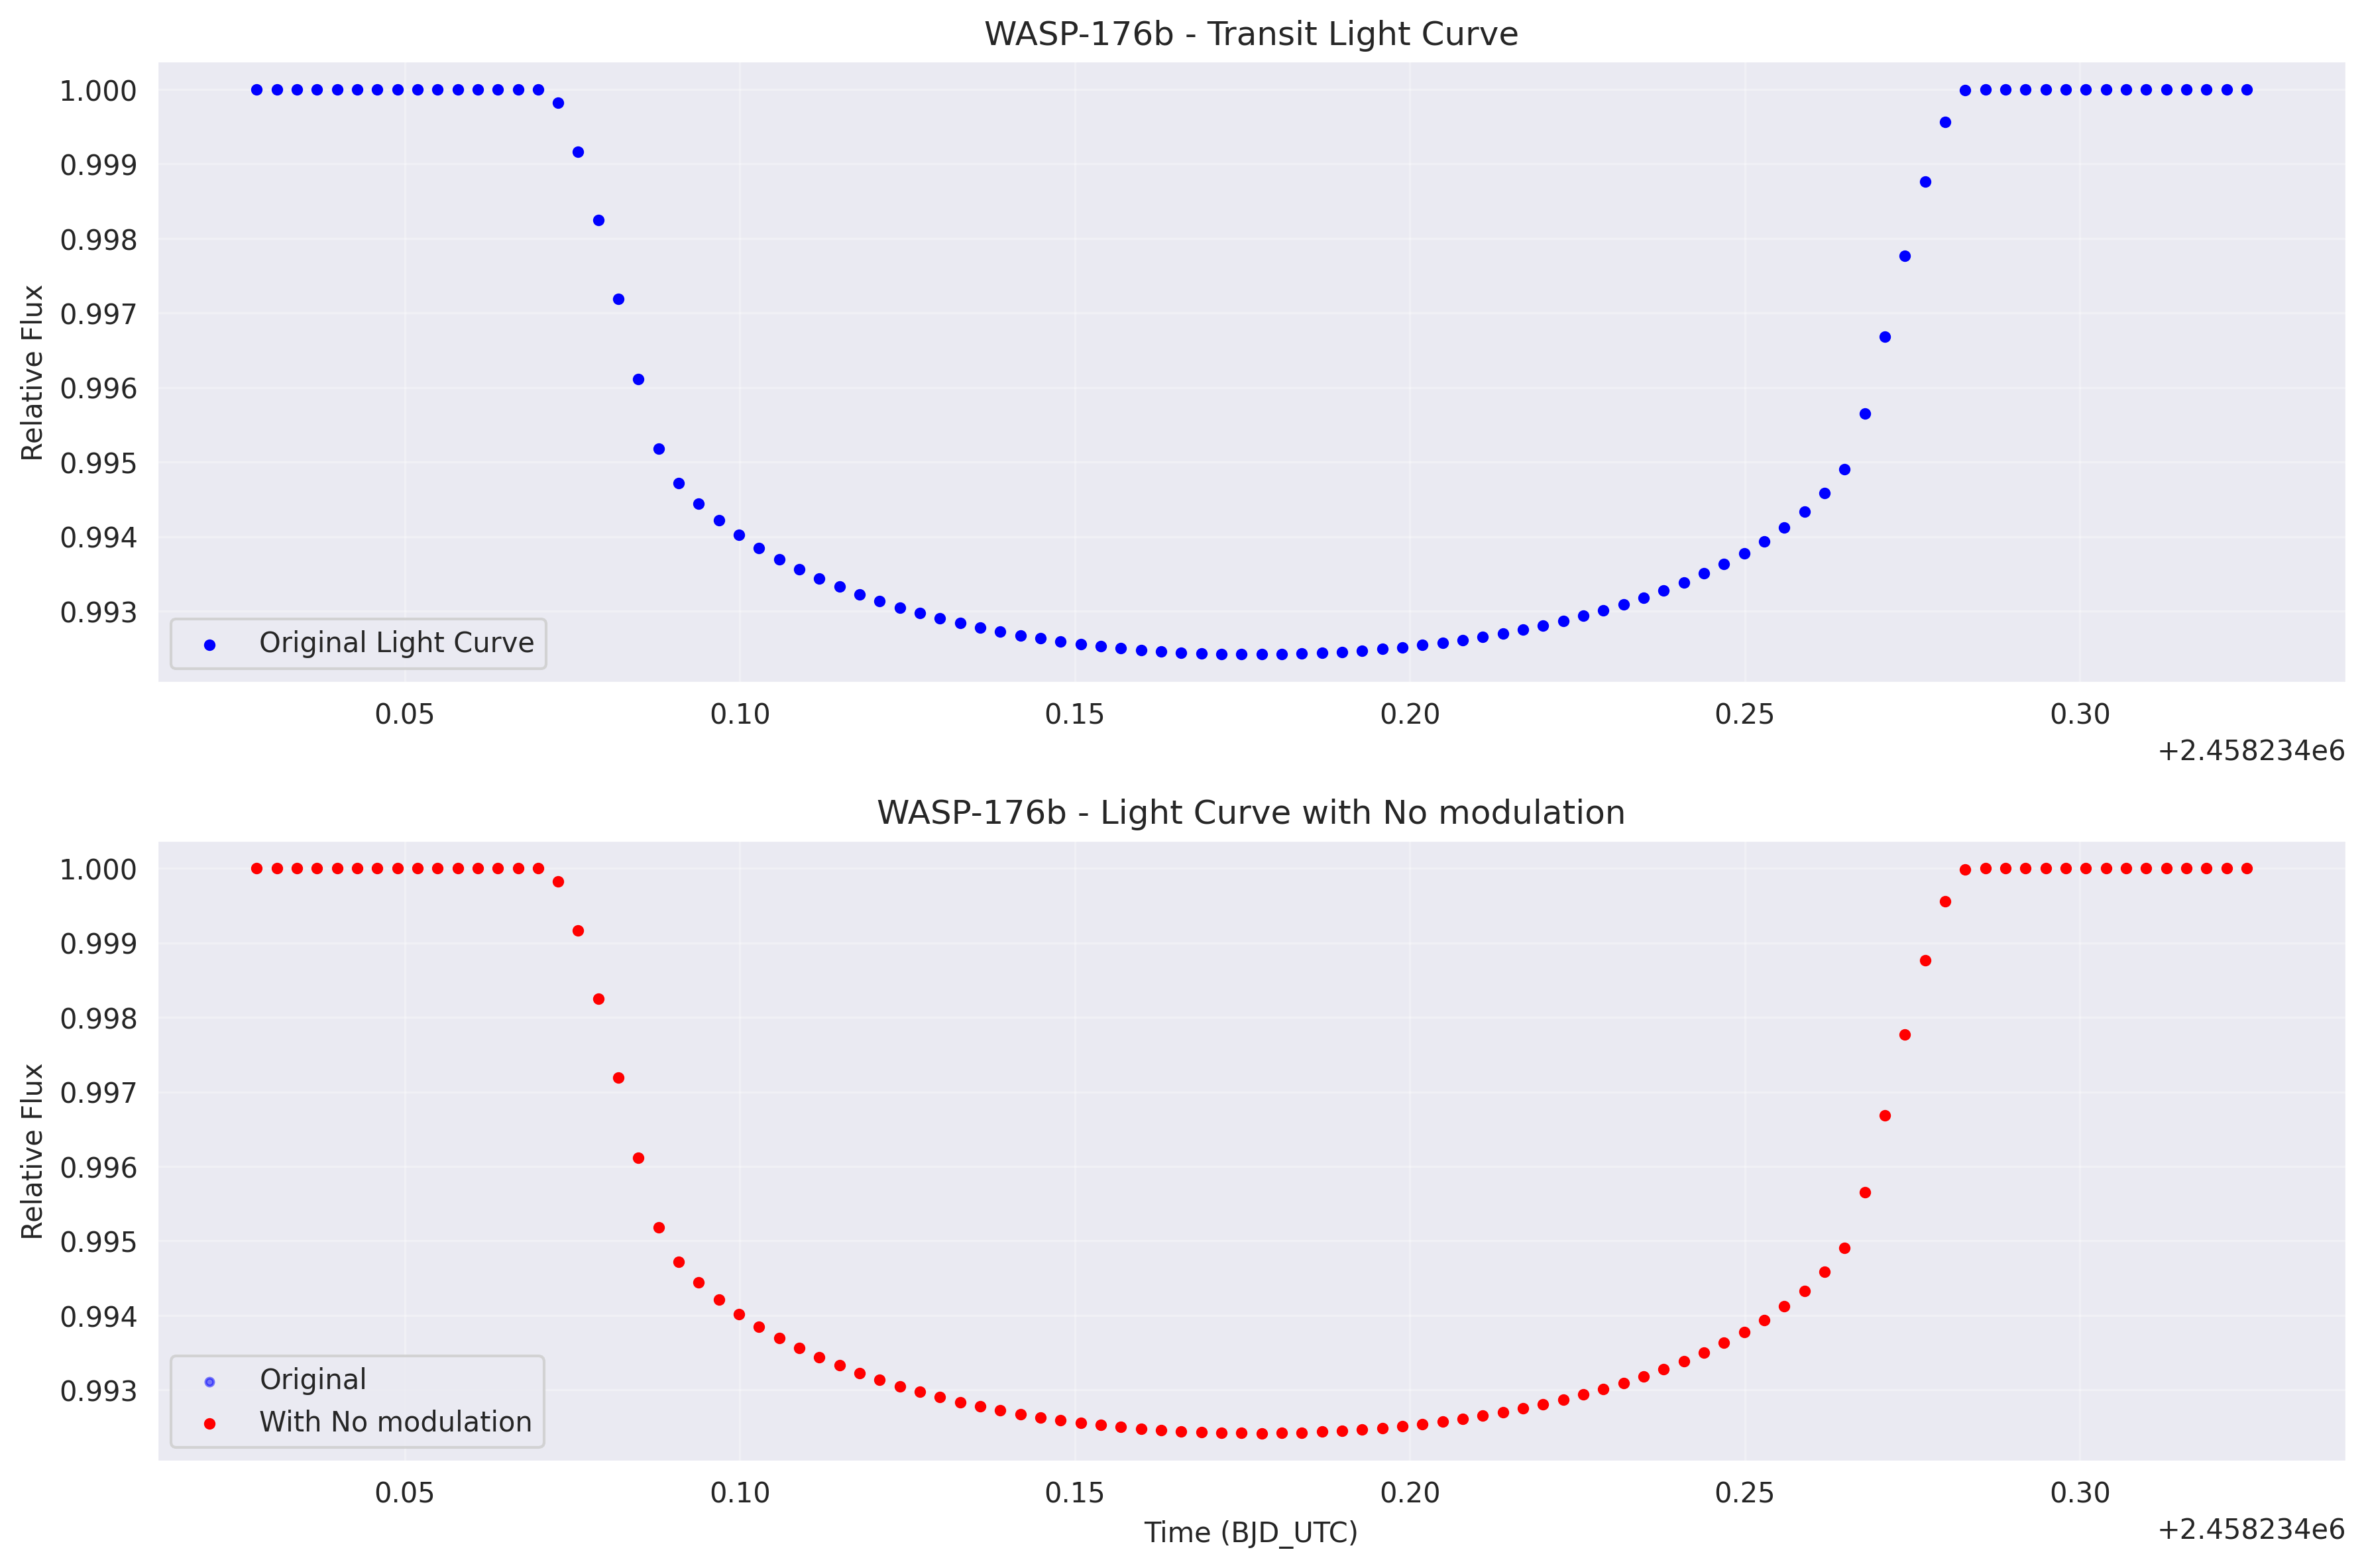 WASP-176b - Transit Light Curve
Relative Flux
1.000
0.999
0.998
0.997
0.996
0.995
0.994
0.993
Original Light Curve
0.05 0.10 0.15 0.20 0.25 0.30
+2.458234e6
WASP-176b - Light Curve with No modulation
Relative Flux
1.000
0.999
0.998
0.997
0.996
0.995
0.994
0.993
Original
With No modulation
0.05 0.10 0.15 0.20 0.25 0.30
Time (BJD_UTC)
+2.458234e6